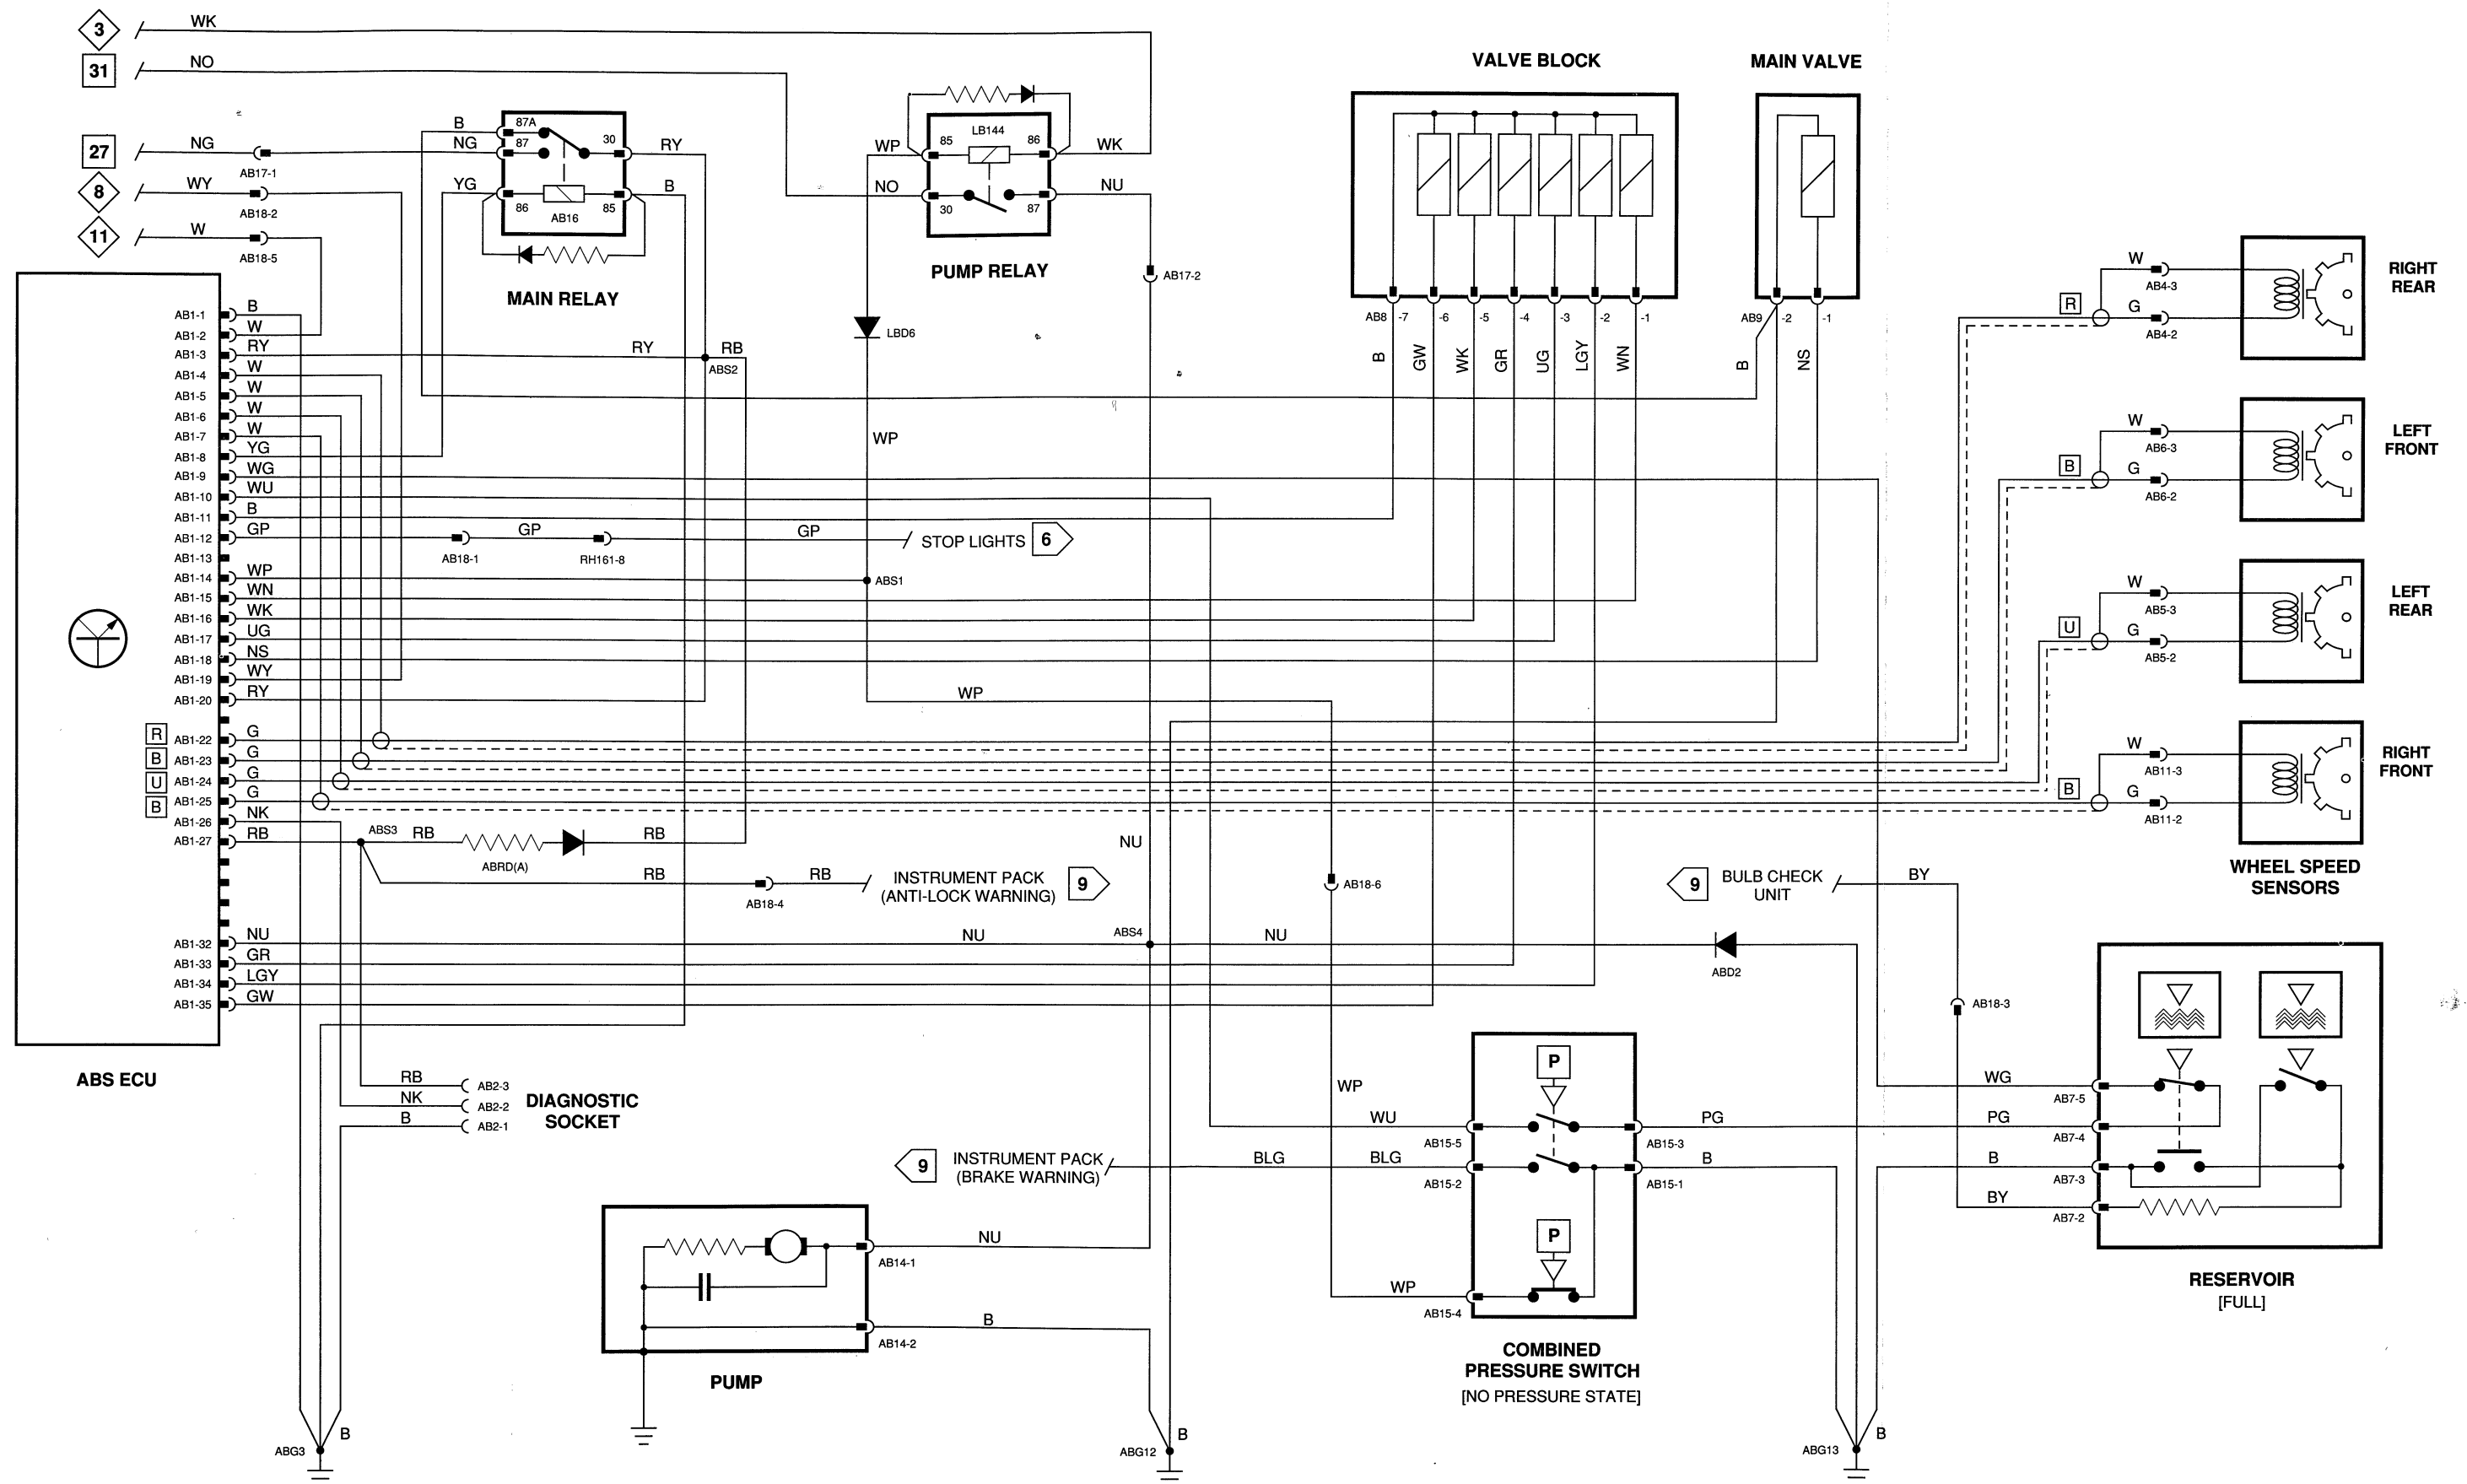 3 WK
31 NO
27 NG AB17-1 NG
8 WY AB18-2
11 W AB18-5
B 87A
87 30 RY
YG 86 AB16 85 B
MAIN RELAY
LB144
WP 85 86 WK
NO 30 87 NU
PUMP RELAY
AB17-2
LBD6
WP
VALVE BLOCK
AB8 -7 -6 -5 -4 -3 -2 -1
B GW WK GR UG LGY WN
MAIN VALVE
AB9 -2 -1
B NS
AB1-1 B
AB1-2 W
AB1-3 RY RY RB
ABS2
AB1-4 W
AB1-5 W
AB1-6 W
AB1-7 W
AB1-8 YG
AB1-9 WG
AB1-10 WU
AB1-11 B
AB1-12 GP GP GP STOP LIGHTS 6
AB18-1 RH161-8
AB1-13
AB1-14 WP ABS1
AB1-15 WN
AB1-16 WK
AB1-17 UG
AB1-18 NS
AB1-19 WY
AB1-20 RY
WP
R AB1-22 G
B AB1-23 G
U AB1-24 G
B AB1-25 G
AB1-26 NK
AB1-27 RB ABS3 RB RB
ABRD(A)
RB AB18-4 RB
INSTRUMENT PACK
(ANTI-LOCK WARNING) 9
NU
AB18-6
AB1-32 NU NU ABS4 NU
ABD2
AB1-33 GR
AB1-34 LGY
AB1-35 GW
ABS ECU
RB AB2-3
NK AB2-2
B AB2-1
DIAGNOSTIC
SOCKET
R W AB4-3
G AB4-2
RIGHT
REAR
B W AB6-3
G AB6-2
LEFT
FRONT
U W AB5-3
G AB5-2
LEFT
REAR
B W AB11-3
G AB11-2
RIGHT
FRONT
WHEEL SPEED
SENSORS
9 BULB CHECK
UNIT
BY
AB18-3
WP
WU AB15-5
P
AB15-3 PG
9 INSTRUMENT PACK
(BRAKE WARNING)
BLG BLG AB15-2
AB15-1 B
P
WP AB15-4
COMBINED
PRESSURE SWITCH
[NO PRESSURE STATE]
WG AB7-5
PG AB7-4
B AB7-3
BY AB7-2
RESERVOIR
[FULL]
AB14-1 NU
AB14-2 B
PUMP
ABG3 B
ABG12 B
ABG13 B